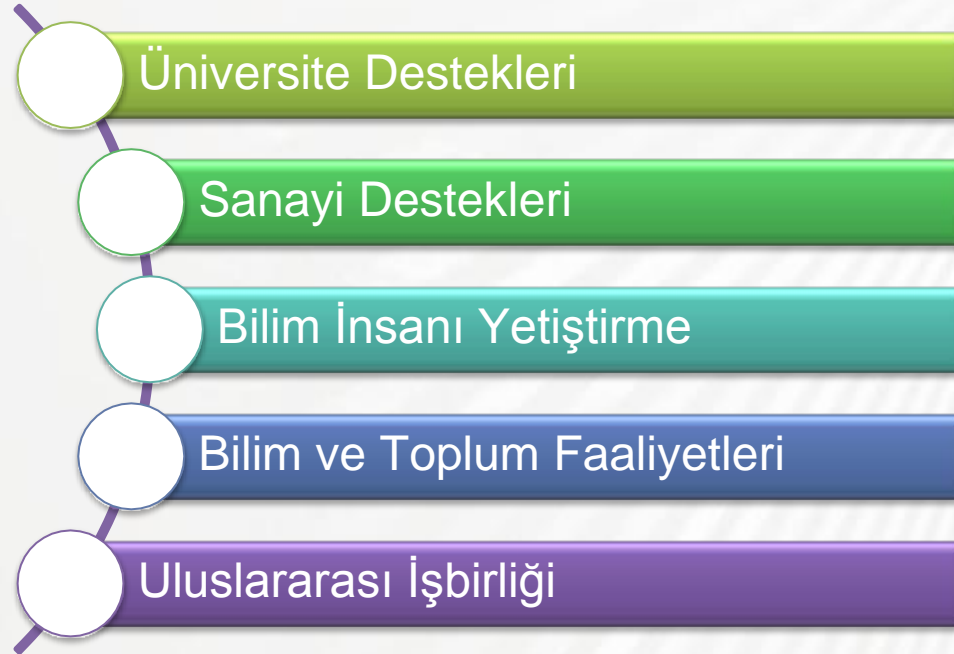 Üniversite Destekleri
Sanayi Destekleri
Bilim İnsanı Yetiştirme
Bilim ve Toplum Faaliyetleri
Uluslararası İşbirliği